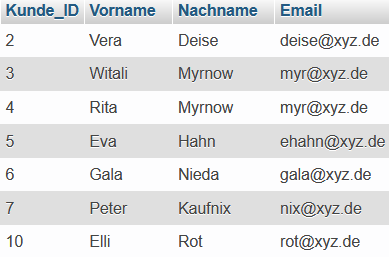 Kunde_ID Vorname Nachname Email
2 Vera Deise deise@xyz.de
3 Witali Myrnow myr@xyz.de
4 Rita Myrnow myr@xyz.de
5 Eva Hahn ehahn@xyz.de
6 Gala Nieda gala@xyz.de
7 Peter Kaufnix nix@xyz.de
10 Elli Rot rot@xyz.de